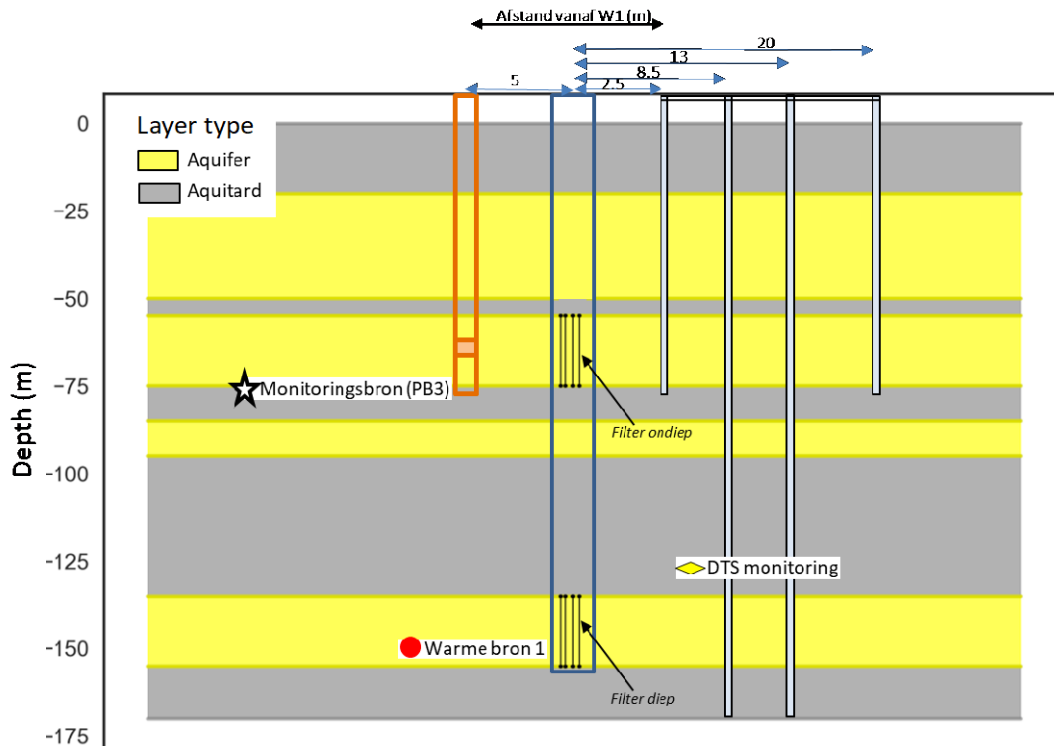 Afstand vanaf W1 (m)
20
13
8.5
5
2.5
Layer type
Aquifer
Aquitard
0
-25
-50
-75
-100
-125
-150
-175
Depth (m)
Monitoringsbron (PB3)
Filter ondiep
DTS monitoring
Warme bron 1
Filter diep